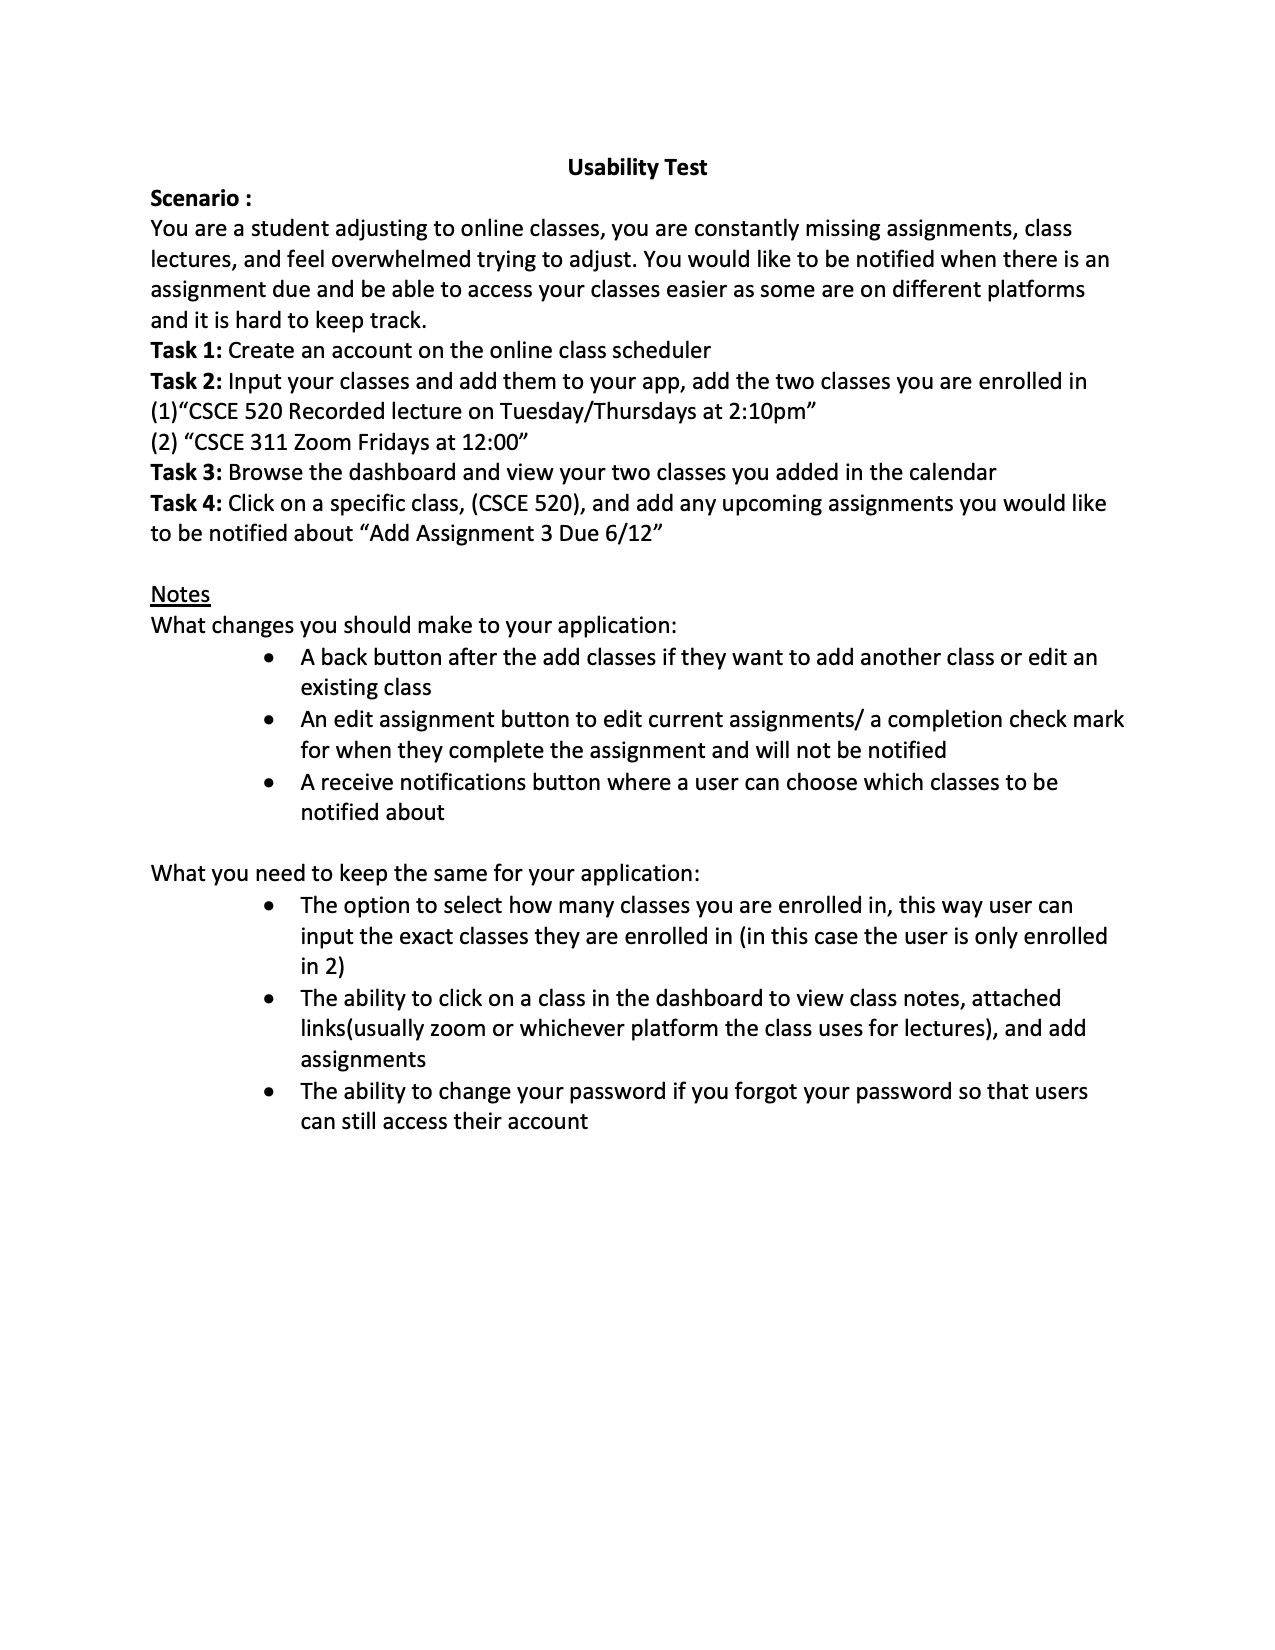 Usability Test
Scenario :
You are a student adjusting to online classes, you are constantly missing assignments, class
lectures, and feel overwhelmed trying to adjust. You would like to be notified when there is an
assignment due and be able to access your classes easier as some are on different platforms
and it is hard to keep track.
Task 1: Create an account on the online class scheduler
Task 2: Input your classes and add them to your app, add the two classes you are enrolled in
(1)“CSCE 520 Recorded lecture on Tuesday/Thursdays at 2:10pm”
(2) “CSCE 311 Zoom Fridays at 12:00”
Task 3: Browse the dashboard and view your two classes you added in the calendar
Task 4: Click on a specific class, (CSCE 520), and add any upcoming assignments you would like
to be notified about “Add Assignment 3 Due 6/12”
Notes
What changes you should make to your application:
• A back button after the add classes if they want to add another class or edit an
existing class
• An edit assignment button to edit current assignments/ a completion check mark
for when they complete the assignment and will not be notified
• A receive notifications button where a user can choose which classes to be
notified about
What you need to keep the same for your application:
• The option to select how many classes you are enrolled in, this way user can
input the exact classes they are enrolled in (in this case the user is only enrolled
in 2)
• The ability to click on a class in the dashboard to view class notes, attached
links(usually zoom or whichever platform the class uses for lectures), and add
assignments
• The ability to change your password if you forgot your password so that users
can still access their account